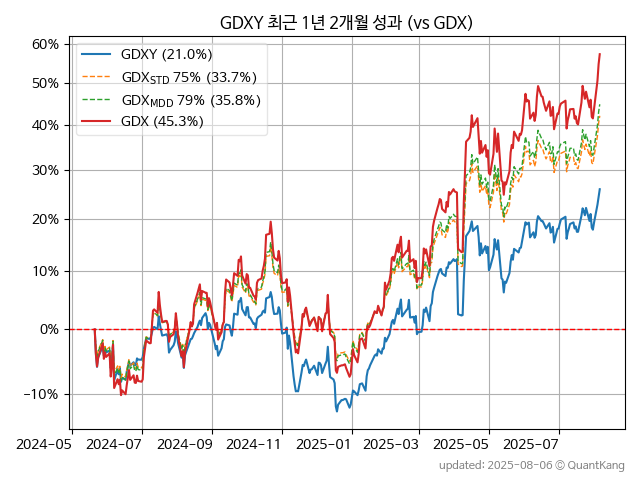 GDXY 최근 1년 2개월 성과 (vs GDX)
60%
50%
40%
30%
20%
10%
0%
−10%
GDXY (21.0%)
GDX_STD 75% (33.7%)
GDX_MDD 79% (35.8%)
GDX (45.3%)
2024−05 2024−07 2024−09 2024−11 2025−01 2025−03 2025−05 2025−07
updated: 2025-08-06 © QuantKang